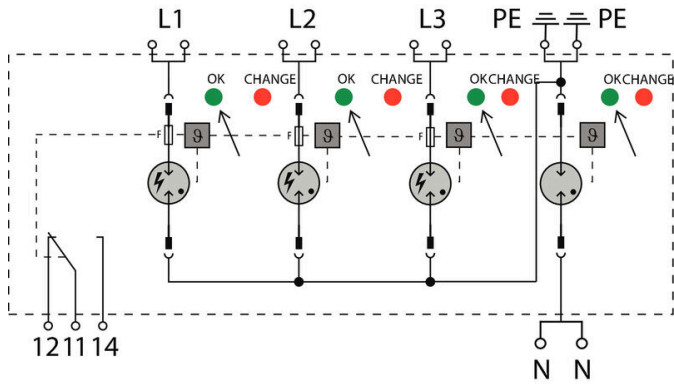 L1 L2 L3 PE PE
OK CHANGE OK CHANGE OK CHANGE OK CHANGE
F ϑ F ϑ F ϑ ϑ
12 11 14
N N